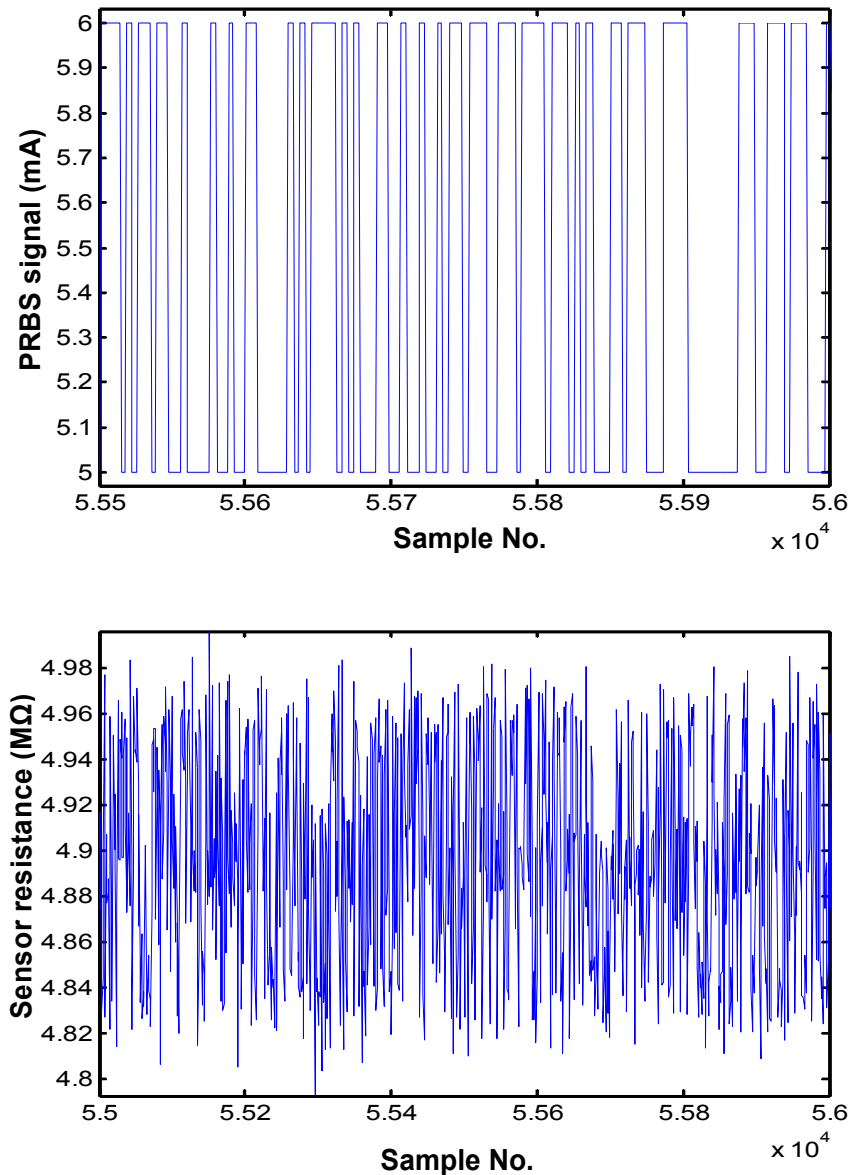 6
5.9
5.8
5.7
5.6
5.5
5.4
5.3
5.2
5.1
5
PRBS signal (mA)
5.55 5.56 5.57 5.58 5.59 5.6
Sample No.
x 10^4
4.98
4.96
4.94
4.92
4.9
4.88
4.86
4.84
4.82
4.8
Sensor resistance (MΩ)
5.5 5.52 5.54 5.56 5.58 5.6
Sample No.
x 10^4